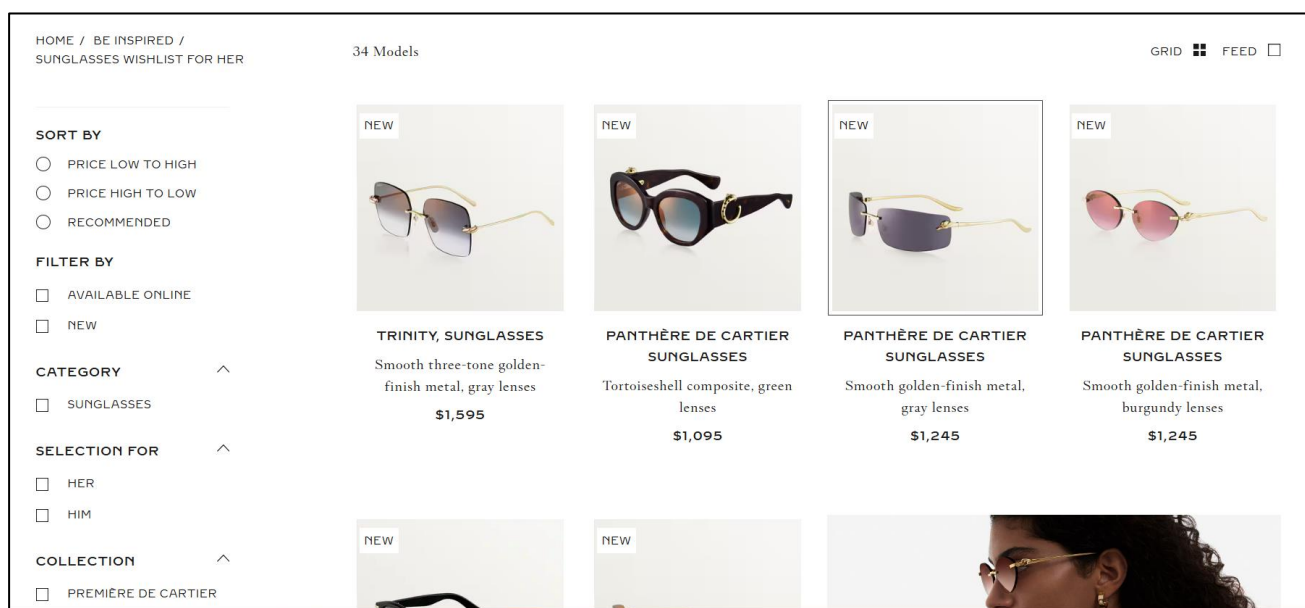 HOME / BE INSPIRED /
SUNGLASSES WISHLIST FOR HER
34 Models
GRID
FEED
SORT BY
PRICE LOW TO HIGH
PRICE HIGH TO LOW
RECOMMENDED
FILTER BY
AVAILABLE ONLINE
NEW
CATEGORY
SUNGLASSES
SELECTION FOR
HER
HIM
COLLECTION
PREMIÈRE DE CARTIER
NEW
TRINITY, SUNGLASSES
Smooth three-tone golden-
finish metal, gray lenses
$1,595
NEW
PANTHÈRE DE CARTIER
SUNGLASSES
Tortoiseshell composite, green
lenses
$1,095
NEW
PANTHÈRE DE CARTIER
SUNGLASSES
Smooth golden-finish metal,
gray lenses
$1,245
NEW
PANTHÈRE DE CARTIER
SUNGLASSES
Smooth golden-finish metal,
burgundy lenses
$1,245
NEW
NEW